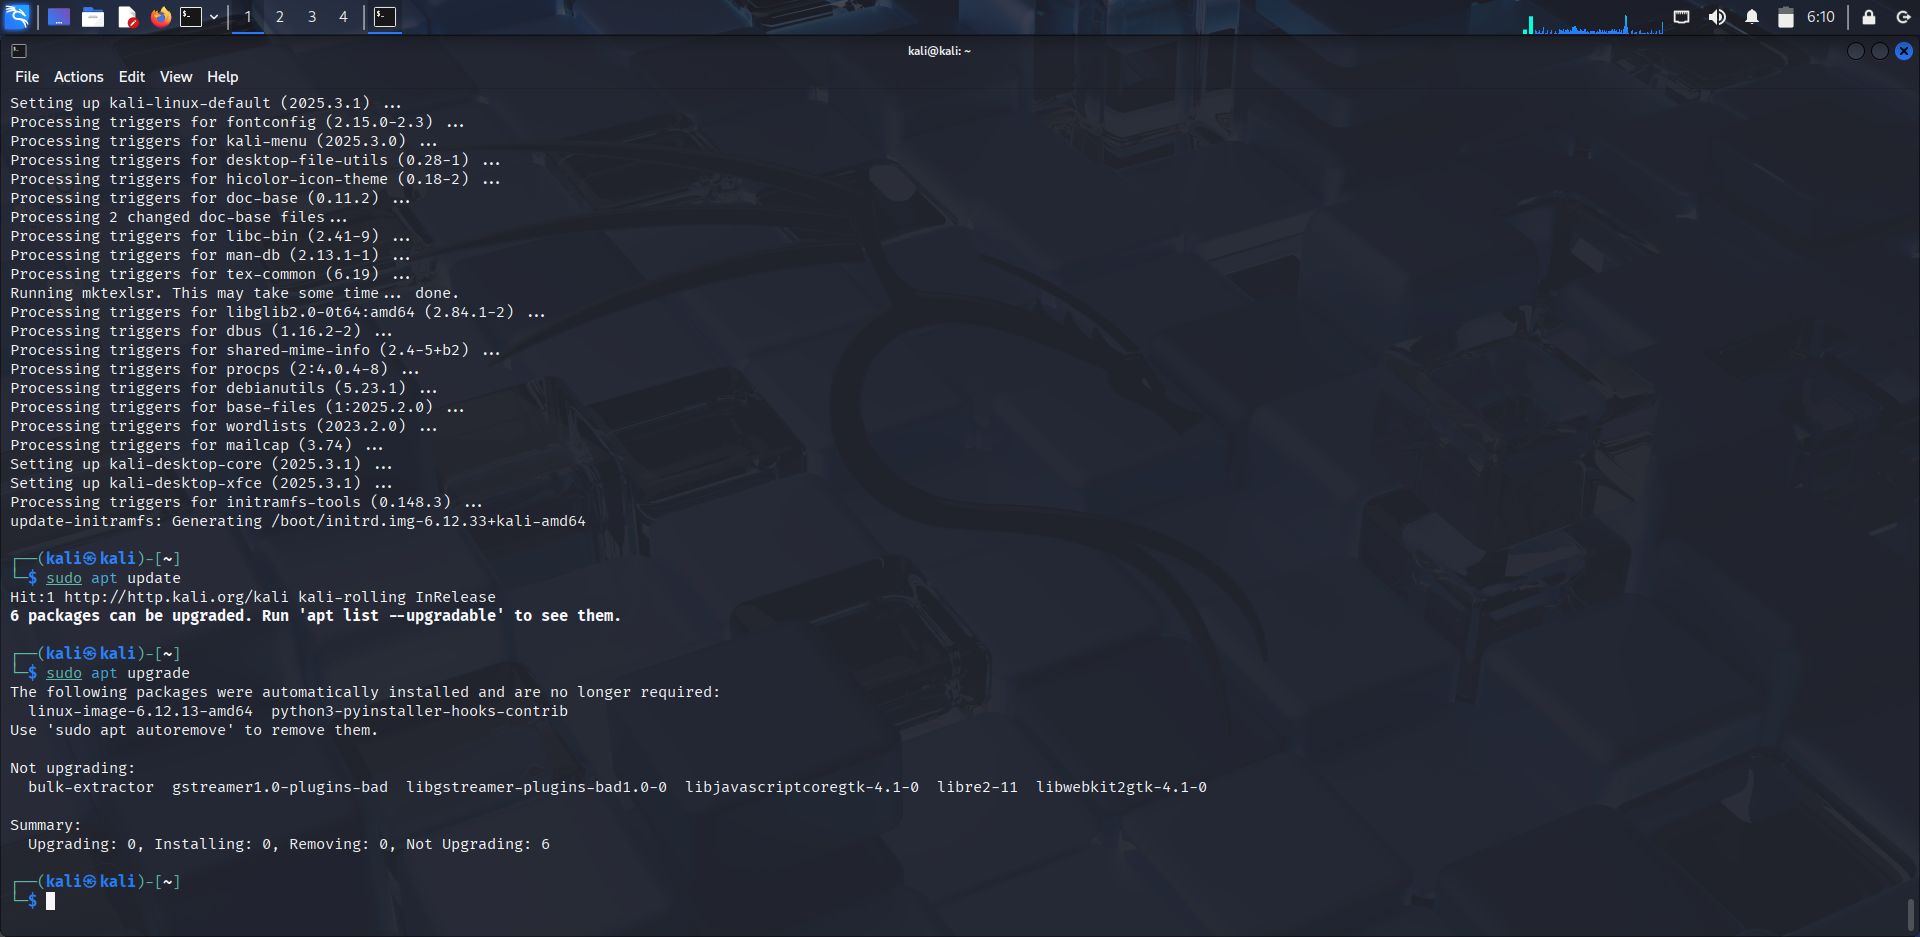 1 2 3 4 6:10
kali@kali: ~
File Actions Edit View Help
Setting up kali-linux-default (2025.3.1) ...
Processing triggers for fontconfig (2.15.0-2.3) ...
Processing triggers for kali-menu (2025.3.0) ...
Processing triggers for desktop-file-utils (0.28-1) ...
Processing triggers for hicolor-icon-theme (0.18-2) ...
Processing triggers for doc-base (0.11.2) ...
Processing 2 changed doc-base files...
Processing triggers for libc-bin (2.41-9) ...
Processing triggers for man-db (2.13.1-1) ...
Processing triggers for tex-common (6.19) ...
Running mktexlsr. This may take some time... done.
Processing triggers for libglib2.0-0t64:amd64 (2.84.1-2) ...
Processing triggers for dbus (1.16.2-2) ...
Processing triggers for shared-mime-info (2.4-5+b2) ...
Processing triggers for procps (2:4.0.4-8) ...
Processing triggers for debianutils (5.23.1) ...
Processing triggers for base-files (1:2025.2.0) ...
Processing triggers for wordlists (2023.2.0) ...
Processing triggers for mailcap (3.74) ...
Setting up kali-desktop-core (2025.3.1) ...
Setting up kali-desktop-xfce (2025.3.1) ...
Processing triggers for initramfs-tools (0.148.3) ...
update-initramfs: Generating /boot/initrd.img-6.12.33+kali-amd64
┌──(kali㉿kali)-[~]
└─$ sudo apt update
Hit:1 http://http.kali.org/kali kali-rolling InRelease
6 packages can be upgraded. Run 'apt list --upgradable' to see them.
┌──(kali㉿kali)-[~]
└─$ sudo apt upgrade
The following packages were automatically installed and are no longer required:
linux-image-6.12.13-amd64 python3-pyinstaller-hooks-contrib
Use 'sudo apt autoremove' to remove them.
Not upgrading:
bulk-extractor gstreamer1.0-plugins-bad libgstreamer-plugins-bad1.0-0 libjavascriptcoregtk-4.1-0 libre2-11 libwebkit2gtk-4.1-0
Summary:
Upgrading: 0, Installing: 0, Removing: 0, Not Upgrading: 6
┌──(kali㉿kali)-[~]
└─$